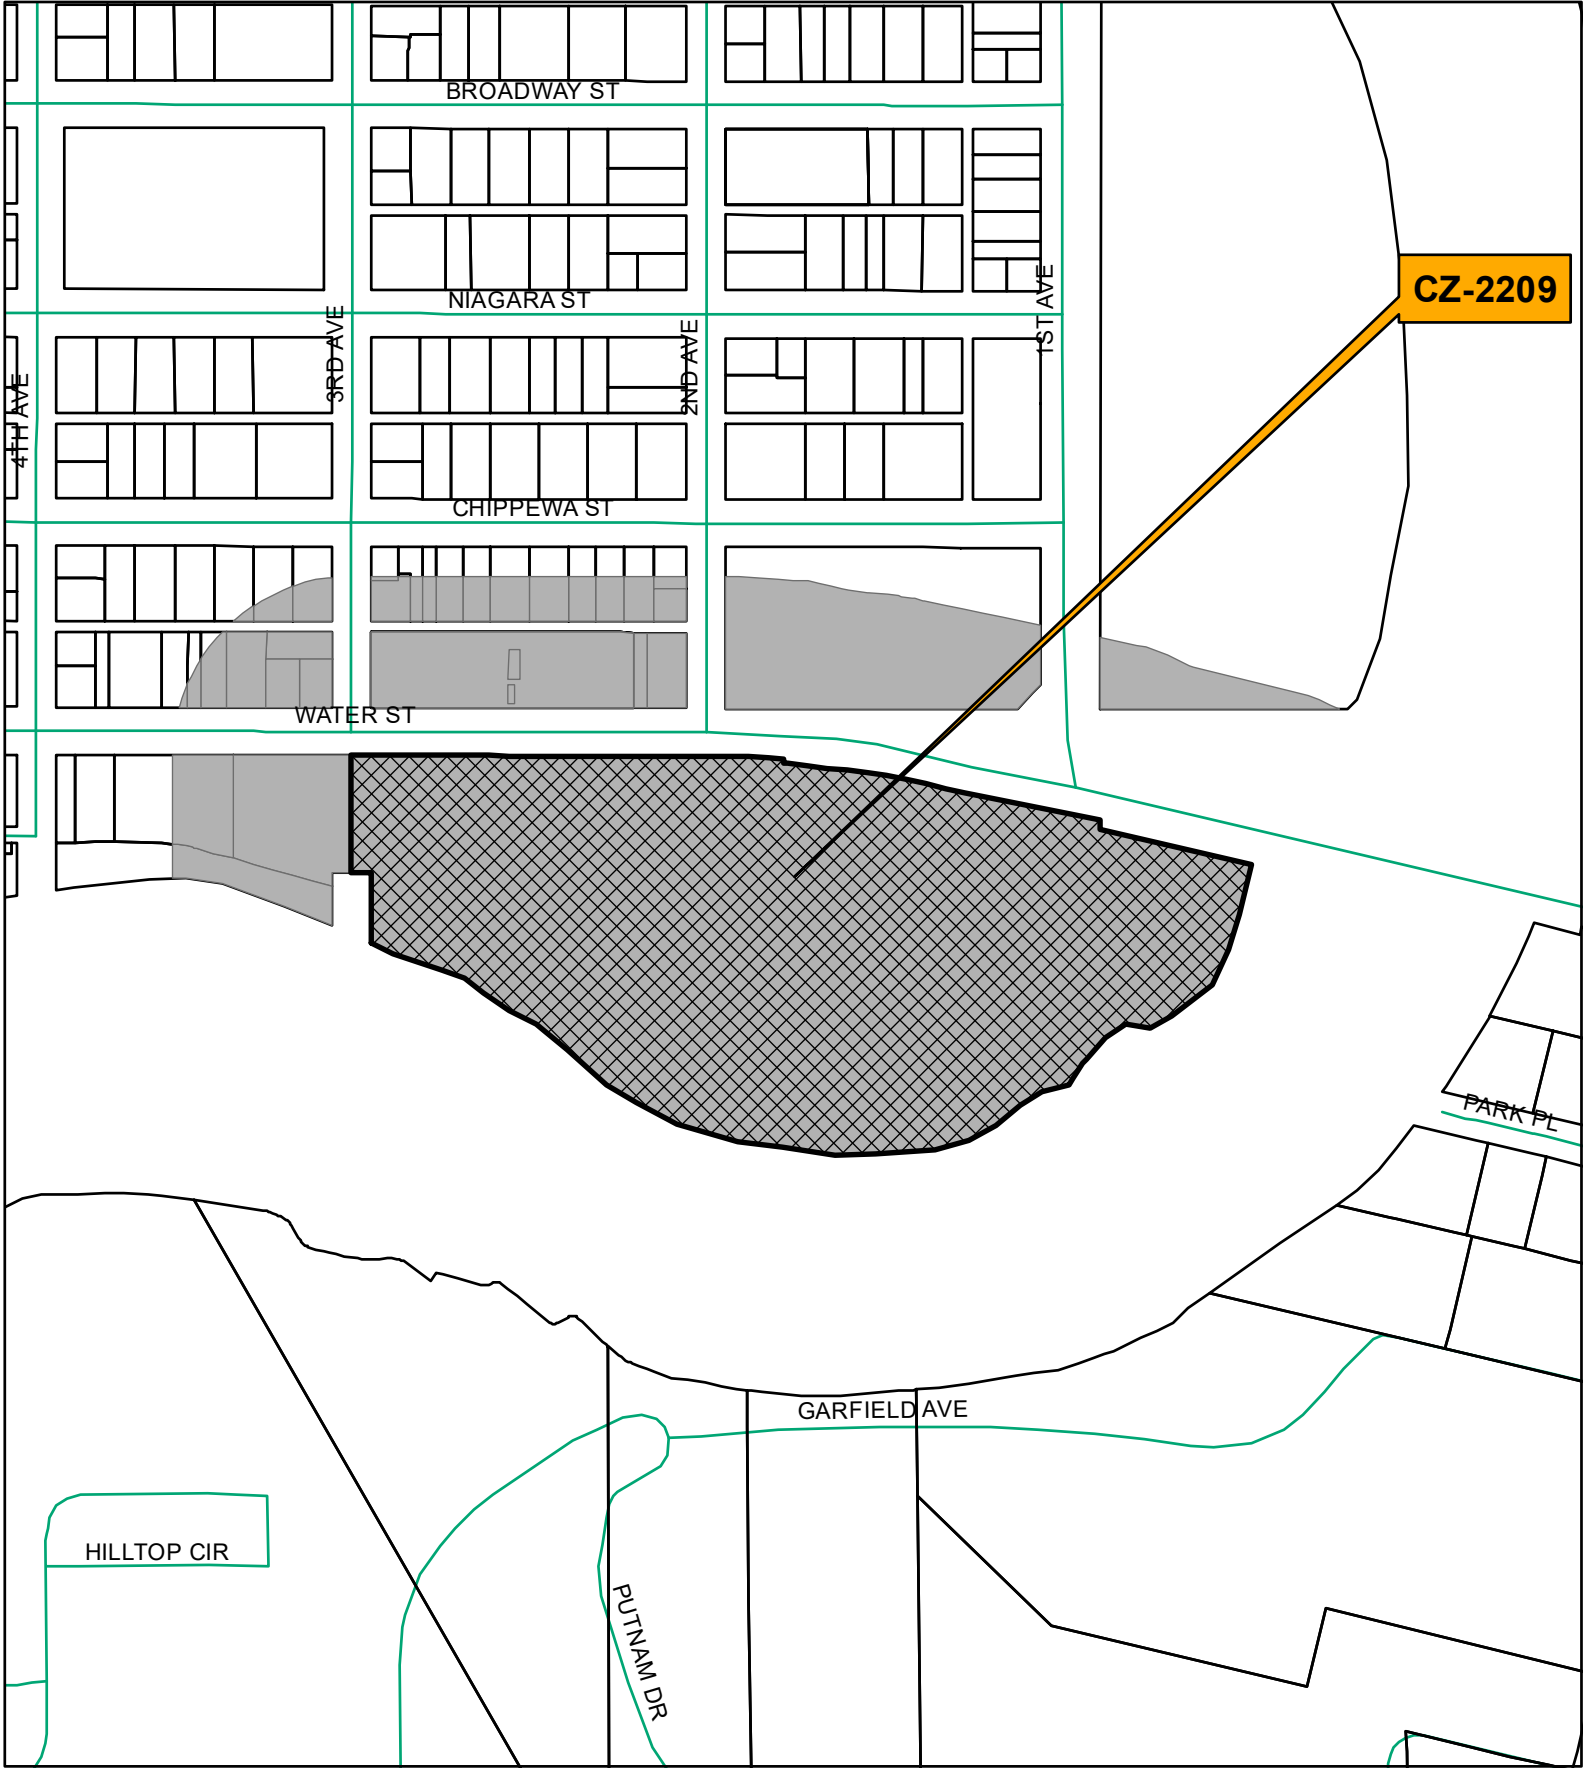 BROADWAY ST
CZ-2209
NIAGARA ST
1ST AVE
3RD AVE
2ND AVE
4TH AVE
CHIPPEWA ST
WATER ST
PARK PL
GARFIELD AVE
HILLTOP CIR
PUTNAM DR